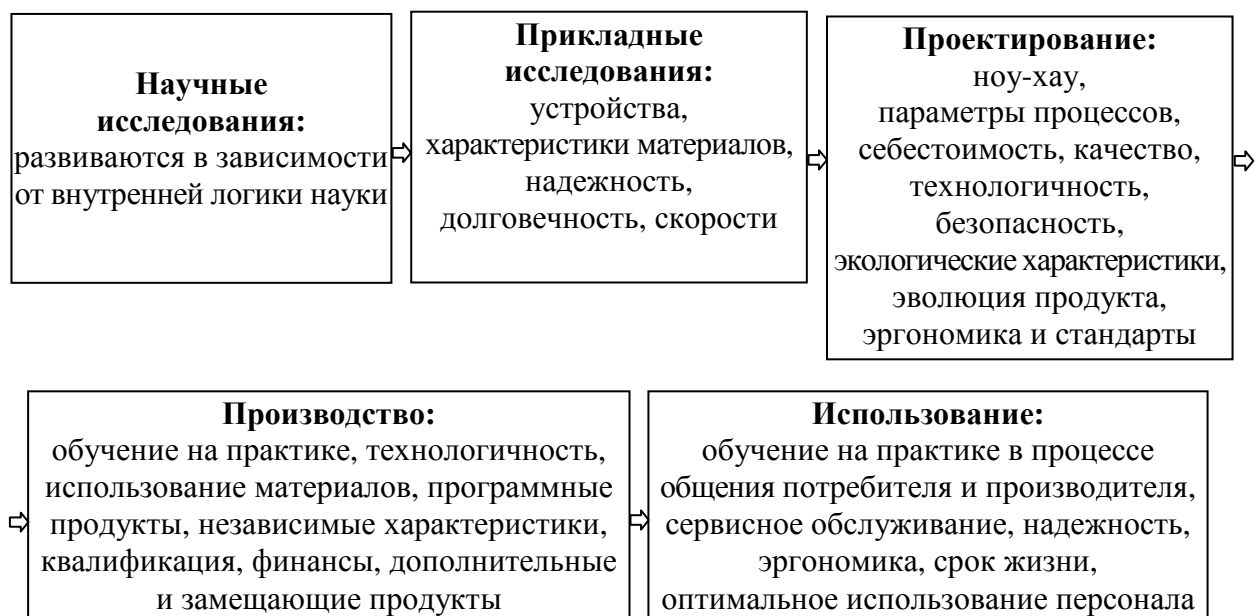 Научные
исследования:
развиваются в зависимости
от внутренней логики науки
Прикладные
исследования:
устройства,
характеристики материалов,
надежность,
долговечность, скорости
Проектирование:
ноу-хау,
параметры процессов,
себестоимость, качество,
технологичность,
безопасность,
экологические характеристики,
эволюция продукта,
эргономика и стандарты
Производство:
обучение на практике, технологичность,
использование материалов, программные
продукты, независимые характеристики,
квалификация, финансы, дополнительные
и замещающие продукты
Использование:
обучение на практике в процессе
общения потребителя и производителя,
сервисное обслуживание, надежность,
эргономика, срок жизни,
оптимальное использование персонала